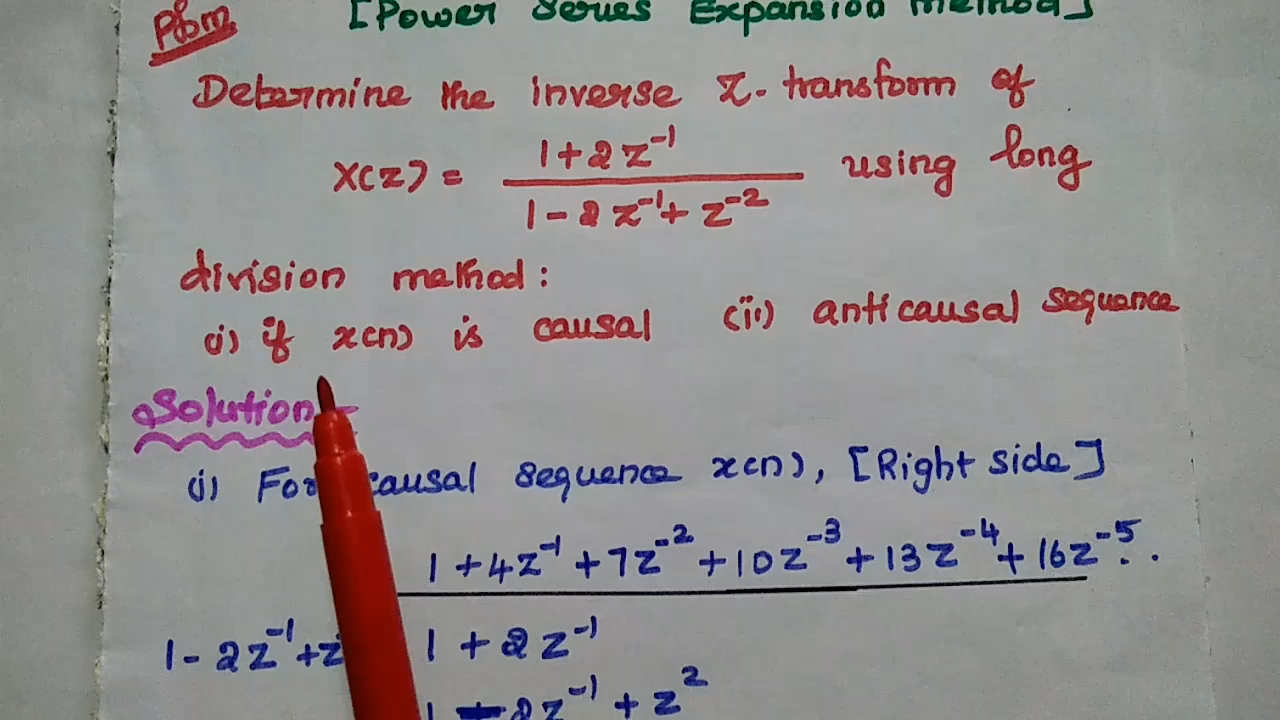 Pbm [Power Series Expansion Method]
Determine the inverse Z-transform of
X(z) = 1+2z⁻¹ / 1-2z⁻¹+z⁻² using long
division method:
(i) if x(n) is causal (ii) anticausal sequence
Solution
(i) For causal sequence x(n), [Right side]
1+4z⁻¹+7z⁻²+10z⁻³+13z⁻⁴+16z⁻⁵...
1-2z⁻¹+z 1+2z⁻¹
1-2z⁻¹+z²